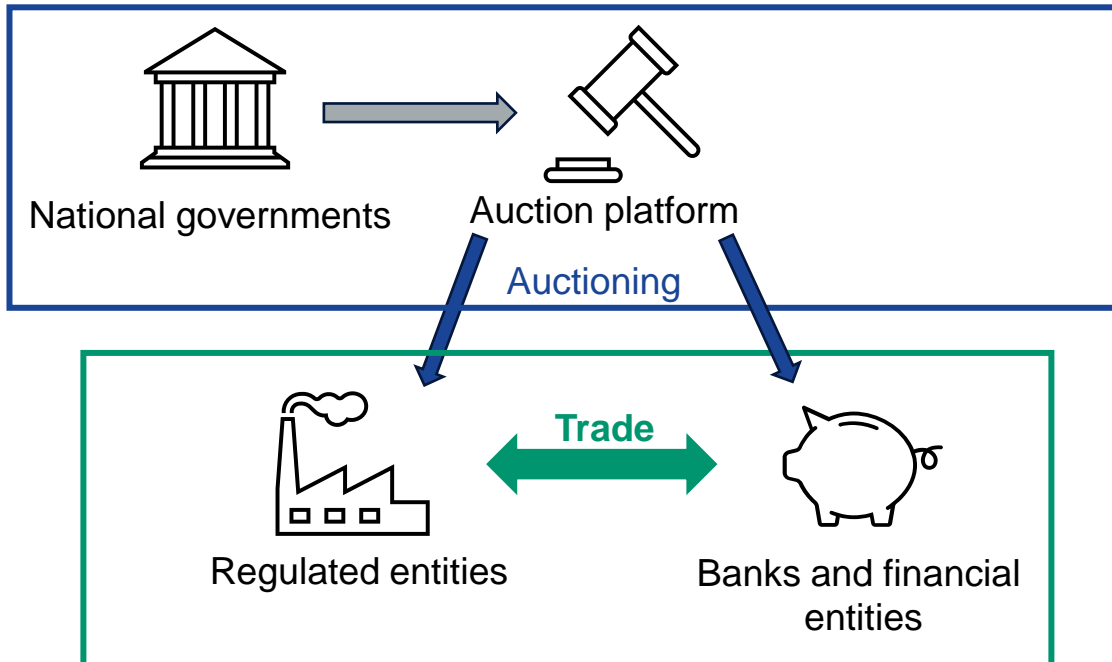 National governments
Auction platform
Auctioning
Trade
Regulated entities
Banks and financial
entities